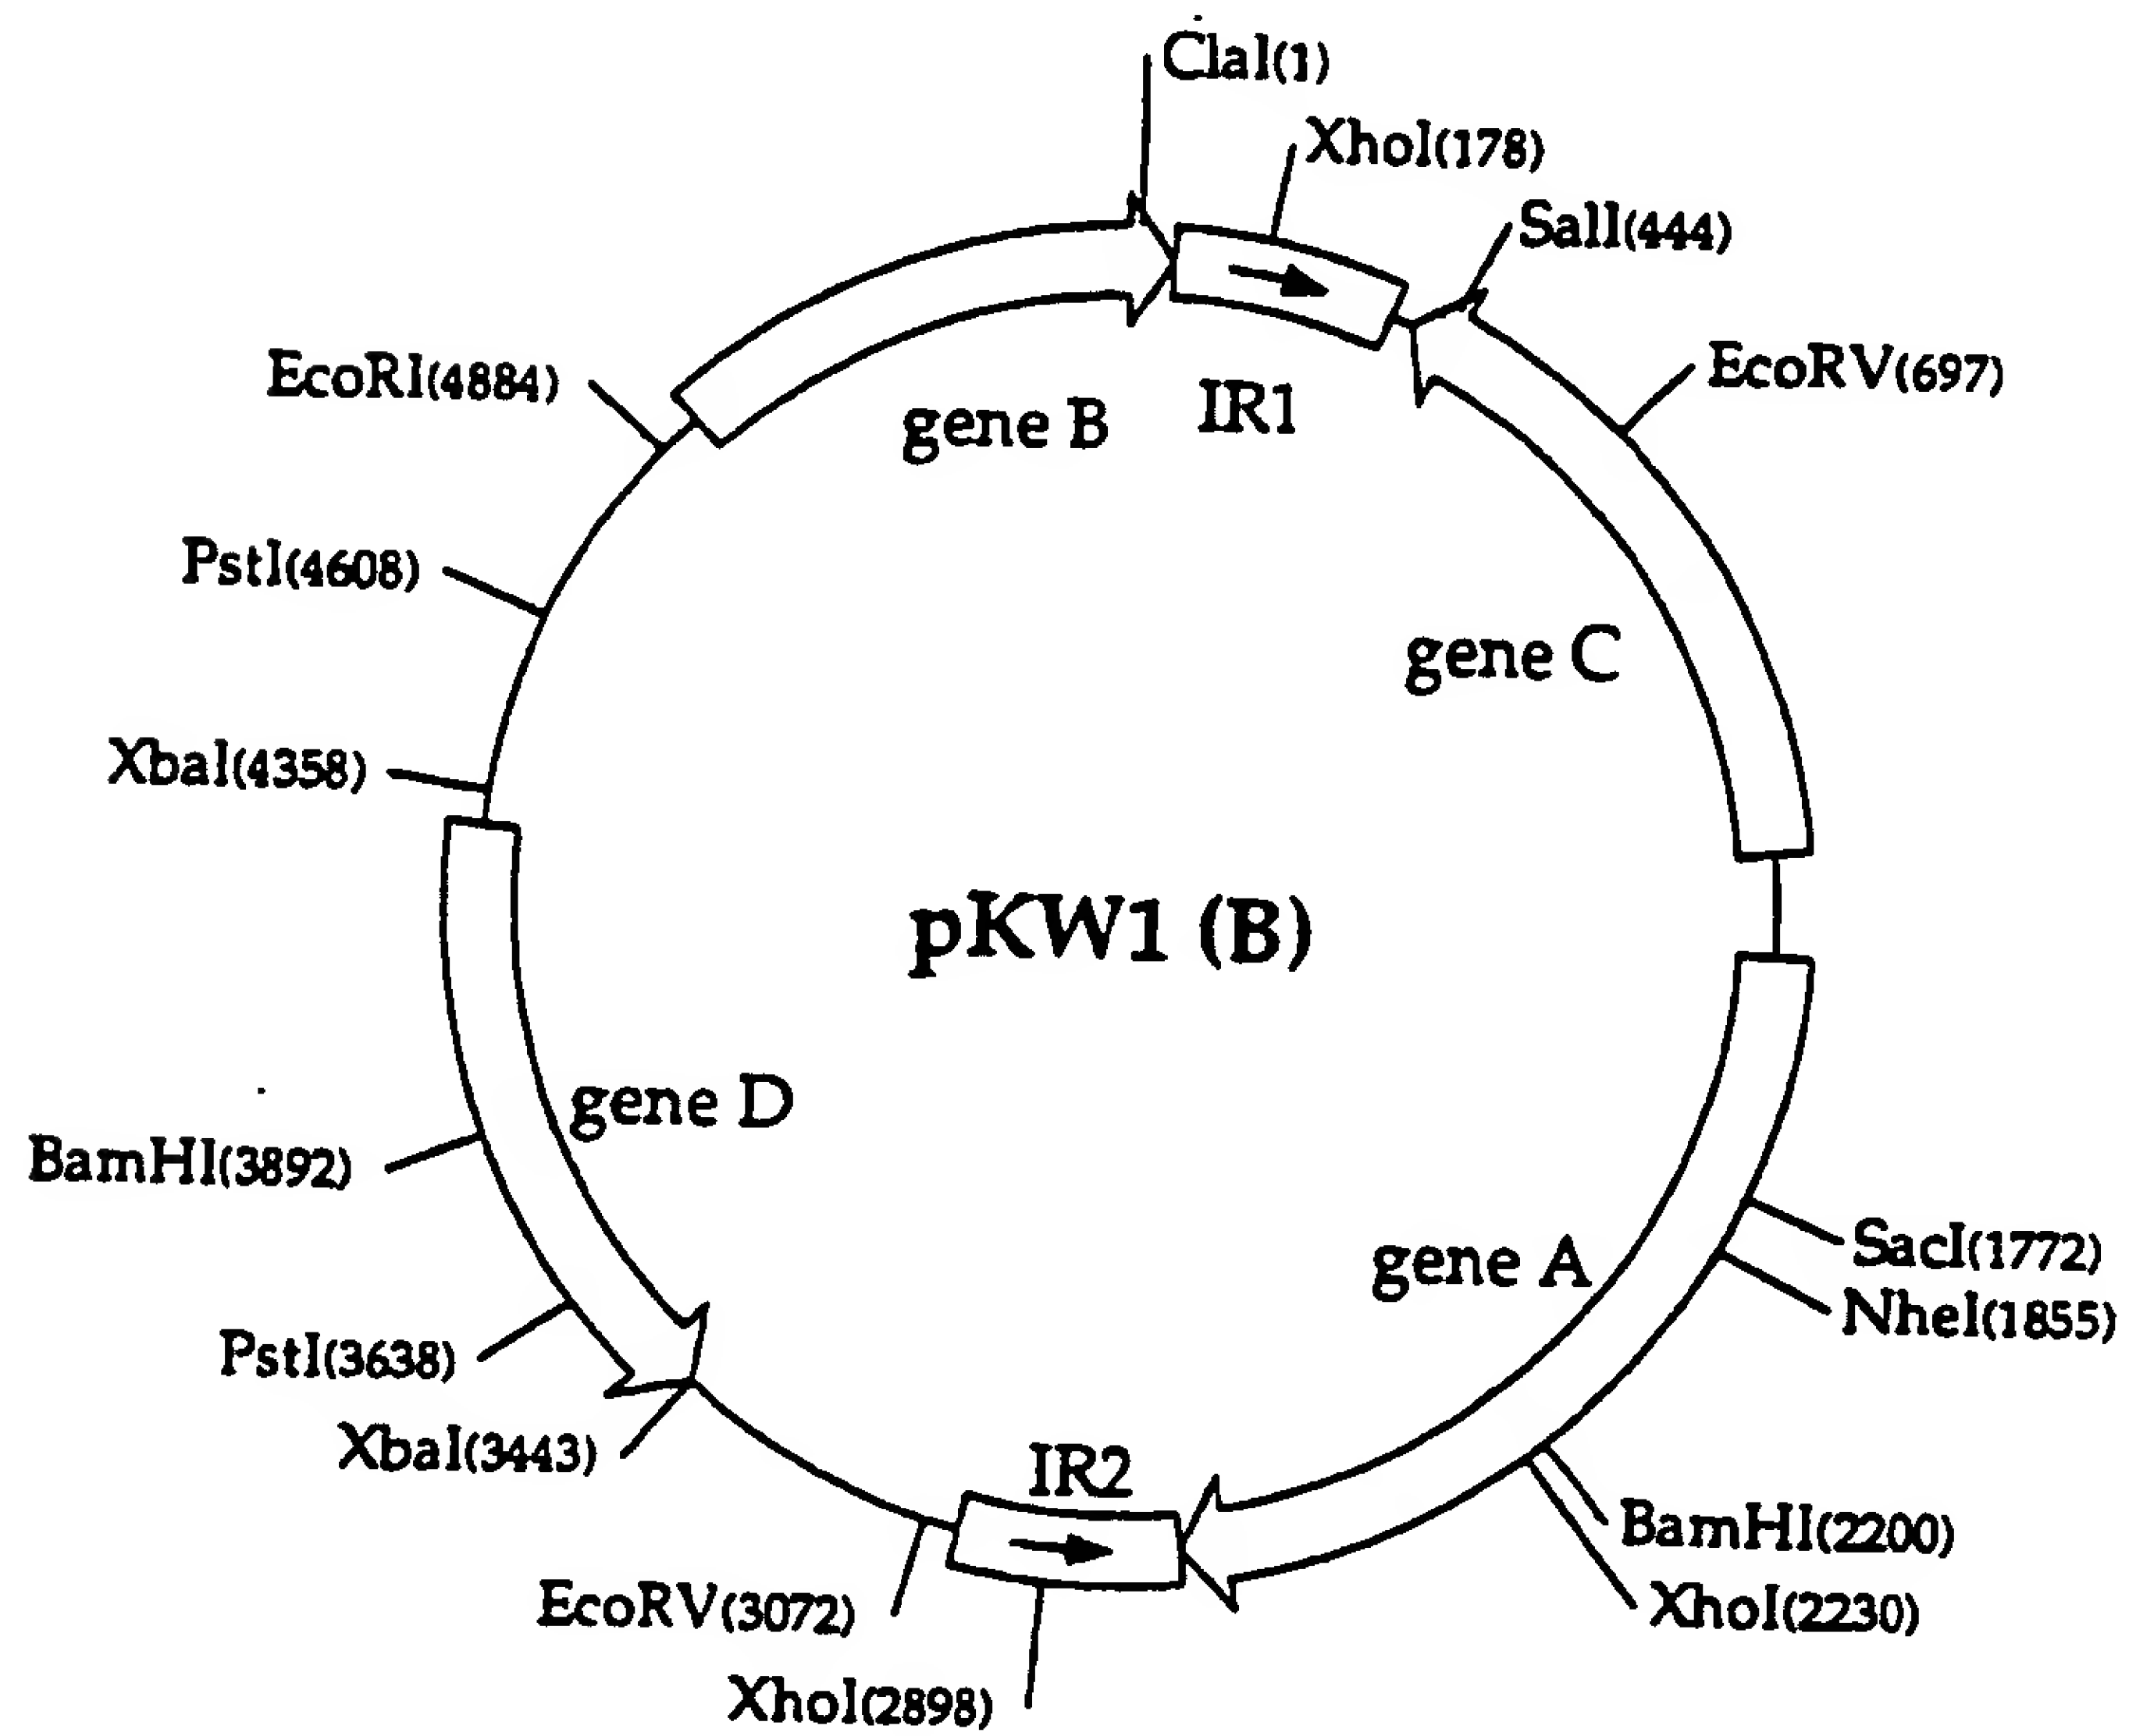 ClaI(1)
XhoI(178)
SalI(444)
EcoRV(697)
EcoRI(4884)
gene B
IR1
PstI(4608)
gene C
XbaI(4358)
pKW1 (B)
gene D
BamHI(3892)
SacI(1772)
gene A
NheI(1855)
PstI(3638)
XbaI(3443)
IR2
BamHI(2200)
EcoRV(3072)
XhoI(2230)
XhoI(2898)